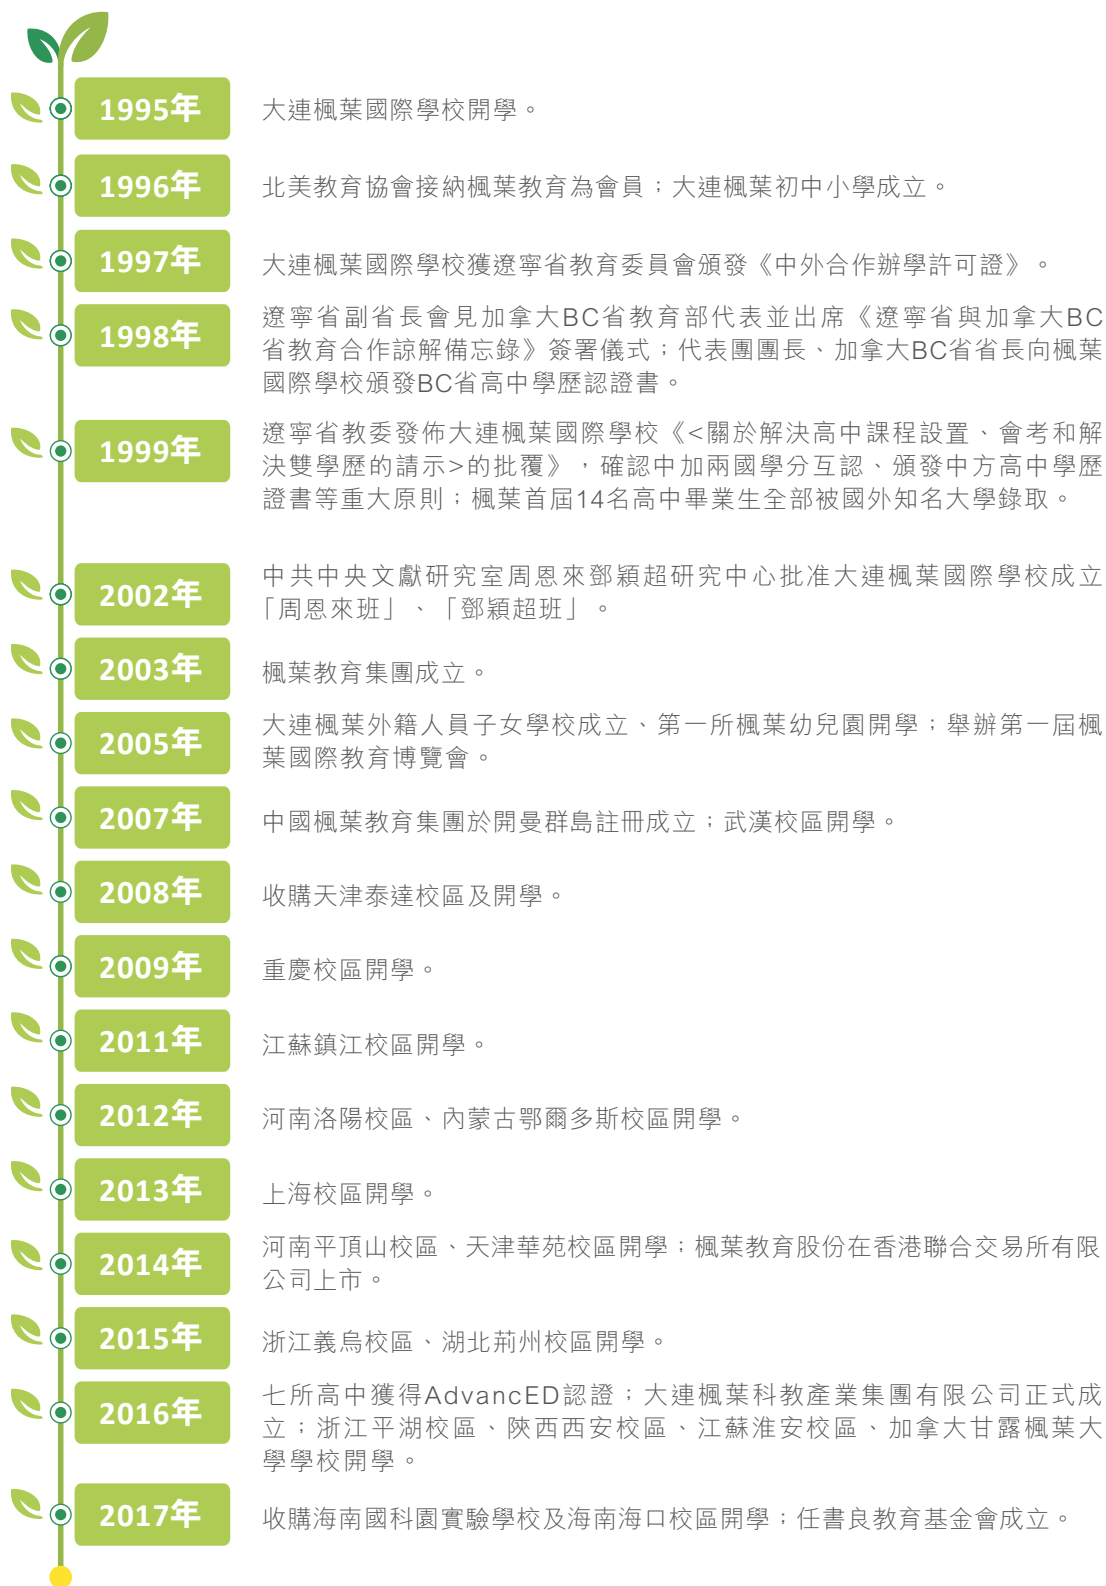 1995年
大連楓葉國際學校開學。
1996年
北美教育協會接納楓葉教育為會員；大連楓葉初中小學成立。
1997年
大連楓葉國際學校獲遼寧省教育委員會頒發《中外合作辦學許可證》。
1998年
遼寧省副省長會見加拿大BC省教育部代表並出席《遼寧省與加拿大BC
省教育合作諒解備忘錄》簽署儀式；代表團團長、加拿大BC省省長向楓葉
國際學校頒發BC省高中學歷認證書。
1999年
遼寧省教委發佈大連楓葉國際學校《<關於解決高中課程設置、會考和解
決雙學歷的請示>的批覆》，確認中加兩國學分互認、頒發中方高中學歷
證書等重大原則；楓葉首屆14名高中畢業生全部被國外知名大學錄取。
2002年
中共中央文獻研究室周恩來鄧穎超研究中心批准大連楓葉國際學校成立
「周恩來班」、「鄧穎超班」。
2003年
楓葉教育集團成立。
2005年
大連楓葉外籍人員子女學校成立、第一所楓葉幼兒園開學；舉辦第一屆楓
葉國際教育博覽會。
2007年
中國楓葉教育集團於開曼群島註冊成立；武漢校區開學。
2008年
收購天津泰達校區及開學。
2009年
重慶校區開學。
2011年
江蘇鎮江校區開學。
2012年
河南洛陽校區、內蒙古鄂爾多斯校區開學。
2013年
上海校區開學。
2014年
河南平頂山校區、天津華苑校區開學；楓葉教育股份在香港聯合交易所有限
公司上市。
2015年
浙江義烏校區、湖北荊州校區開學。
2016年
七所高中獲得AdvancED認證；大連楓葉科教產業集團有限公司正式成
立；浙江平湖校區、陝西西安校區、江蘇淮安校區、加拿大甘露楓葉大
學學校開學。
2017年
收購海南國科園實驗學校及海南海口校區開學；任書良教育基金會成立。